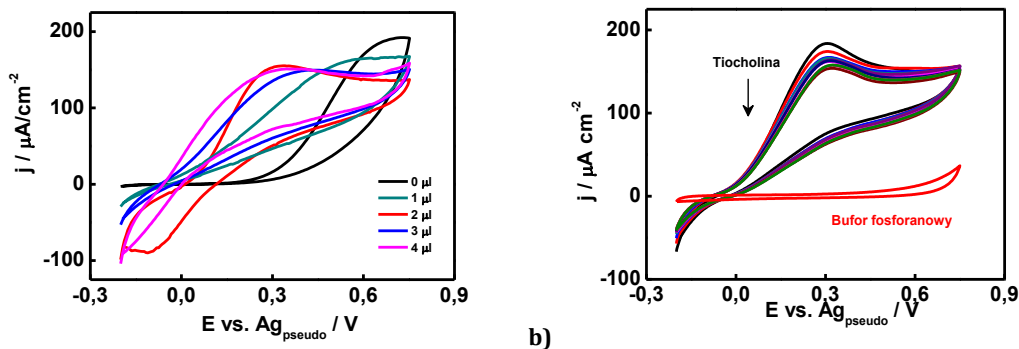 200
100
0
-100
-0,3
0,0
0,3
0,6
0,9
j / µA/cm⁻²
E vs. Ag_pseudo / V
0 µl
1 µl
2 µl
3 µl
4 µl
b)
200
100
0
-100
-0,3
0,0
0,3
0,6
0,9
j / µA cm⁻²
E vs. Ag_pseudo / V
Tiocholina
Bufor fosforanowy